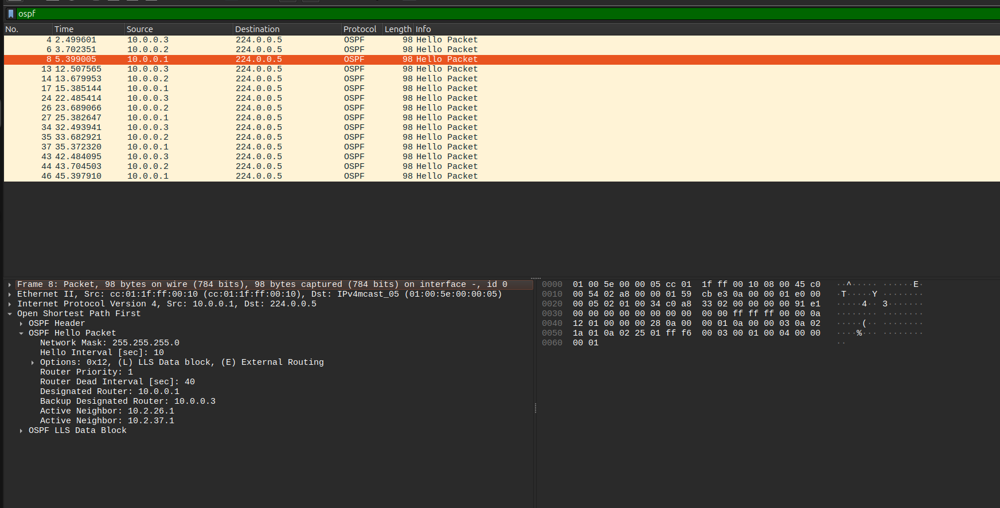 ospf
No. Time Source Destination Protocol Length Info
4 2.499601 10.0.0.3 224.0.0.5 OSPF 98 Hello Packet
6 3.702351 10.0.0.2 224.0.0.5 OSPF 98 Hello Packet
8 5.399005 10.0.0.1 224.0.0.5 OSPF 98 Hello Packet
13 12.507565 10.0.0.3 224.0.0.5 OSPF 98 Hello Packet
14 13.679953 10.0.0.2 224.0.0.5 OSPF 98 Hello Packet
17 15.385144 10.0.0.1 224.0.0.5 OSPF 98 Hello Packet
24 22.485414 10.0.0.3 224.0.0.5 OSPF 98 Hello Packet
26 23.689066 10.0.0.2 224.0.0.5 OSPF 98 Hello Packet
27 25.382647 10.0.0.1 224.0.0.5 OSPF 98 Hello Packet
34 32.493941 10.0.0.3 224.0.0.5 OSPF 98 Hello Packet
35 33.682921 10.0.0.2 224.0.0.5 OSPF 98 Hello Packet
37 35.372320 10.0.0.1 224.0.0.5 OSPF 98 Hello Packet
43 42.484095 10.0.0.3 224.0.0.5 OSPF 98 Hello Packet
44 43.704503 10.0.0.2 224.0.0.5 OSPF 98 Hello Packet
46 45.397910 10.0.0.1 224.0.0.5 OSPF 98 Hello Packet
Frame 8: Packet, 98 bytes on wire (784 bits), 98 bytes captured (784 bits) on interface -, id 0
Ethernet II, Src: cc:01:1f:ff:00:10 (cc:01:1f:ff:00:10), Dst: IPv4mcast_05 (01:00:5e:00:00:05)
Internet Protocol Version 4, Src: 10.0.0.1, Dst: 224.0.0.5
Open Shortest Path First
OSPF Header
OSPF Hello Packet
Network Mask: 255.255.255.0
Hello Interval [sec]: 10
Options: 0x12, (L) LLS Data block, (E) External Routing
Router Priority: 1
Router Dead Interval [sec]: 40
Designated Router: 10.0.0.1
Backup Designated Router: 10.0.0.3
Active Neighbor: 10.2.26.1
Active Neighbor: 10.2.37.1
OSPF LLS Data Block
0000 01 00 5e 00 00 05 cc 01 1f ff 00 10 08 00 45 c0 ··^····· ······E·
0010 00 54 02 a8 00 00 01 59 cb e3 0a 00 00 01 e0 00 ·T·····Y ········
0020 00 05 02 01 00 34 c0 a8 33 02 00 00 00 00 91 e1 ·····4·· 3·······
0030 00 00 00 00 00 00 00 00 00 00 ff ff ff 00 00 0a ········ ········
0040 12 01 00 00 00 28 0a 00 00 01 0a 00 00 03 0a 02 ·····(·· ········
0050 1a 01 0a 02 25 01 ff f6 00 03 00 01 00 04 00 00 ····%··· ········
0060 00 01 ··